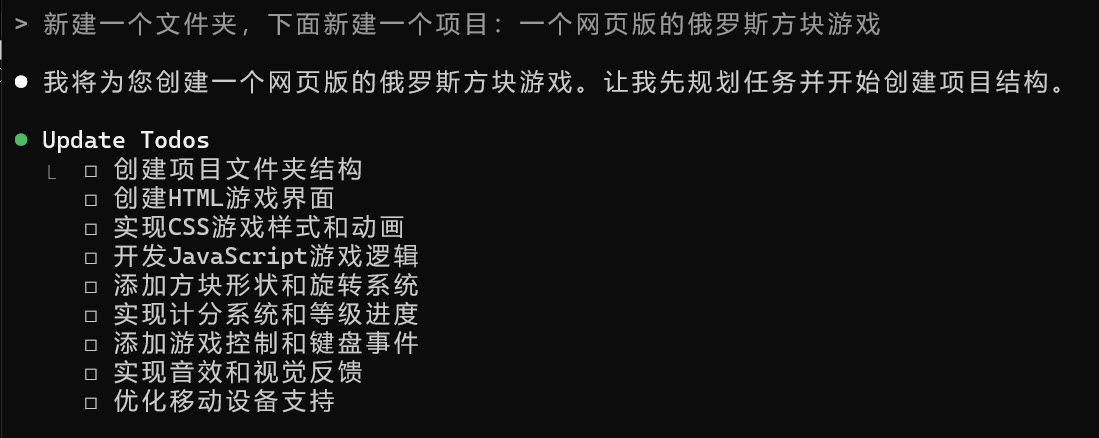 > 新建一个文件夹，下面新建一个项目：一个网页版的俄罗斯方块游戏
● 我将为您创建一个网页版的俄罗斯方块游戏。让我先规划任务并开始创建项目结构。
● Update Todos
⎿ □ 创建项目文件夹结构
□ 创建HTML游戏界面
□ 实现CSS游戏样式和动画
□ 开发JavaScript游戏逻辑
□ 添加方块形状和旋转系统
□ 实现计分系统和等级进度
□ 添加游戏控制和键盘事件
□ 实现音效和视觉反馈
□ 优化移动设备支持